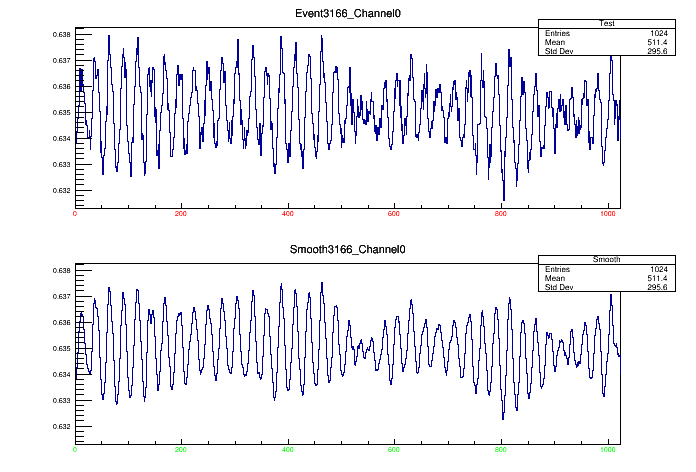 Event3166_Channel0
Test
Entries 1024
Mean 511.4
Std Dev 295.6
0.638
0.637
0.636
0.635
0.634
0.633
0.632
0 200 400 600 800 1000
Smooth3166_Channel0
Smooth
Entries 1024
Mean 511.4
Std Dev 295.6
0.638
0.637
0.636
0.635
0.634
0.633
0.632
0 200 400 600 800 1000